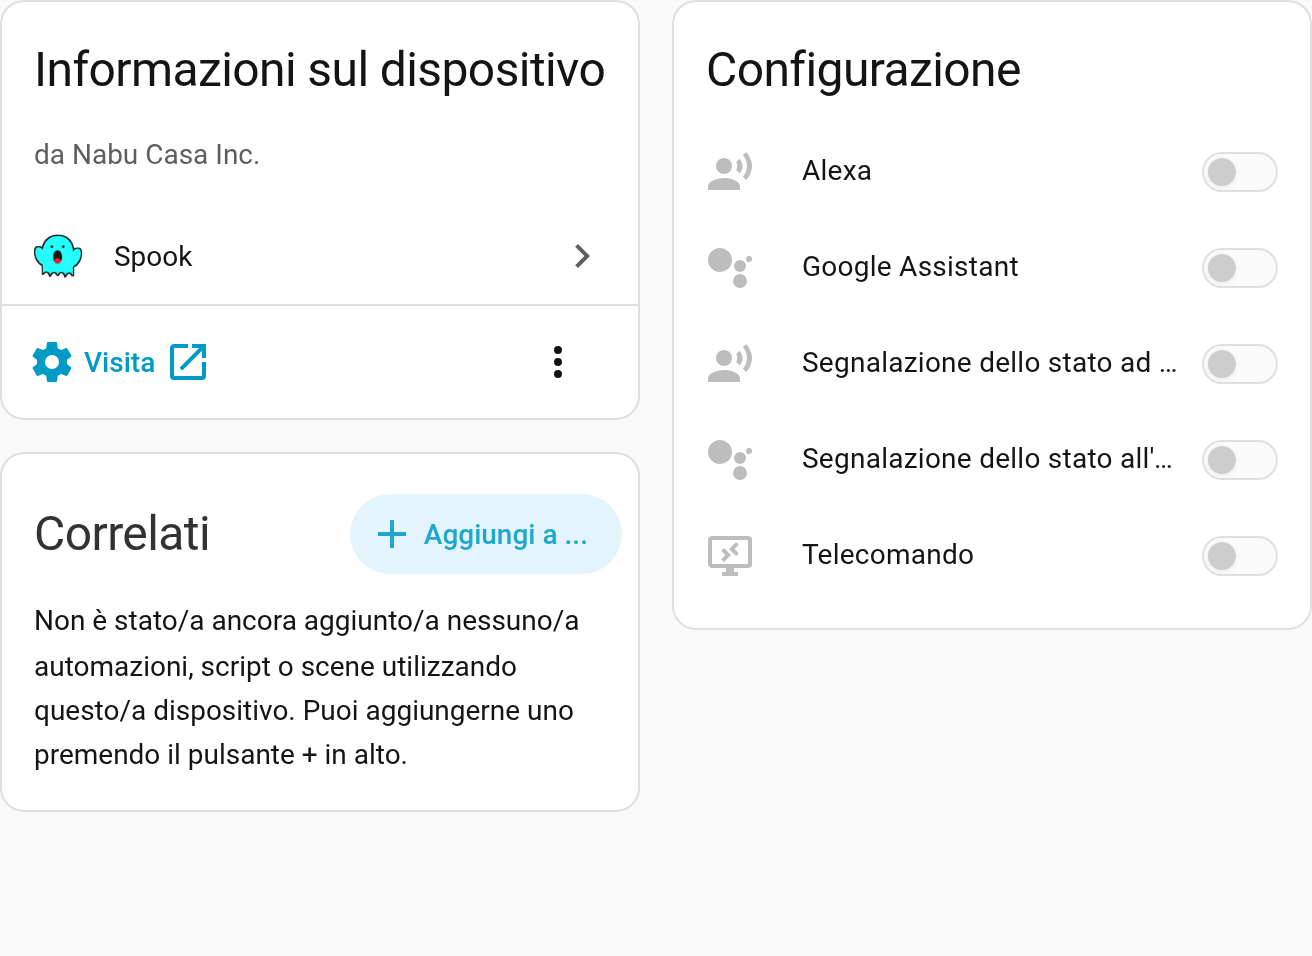 Informazioni sul dispositivo
da Nabu Casa Inc.
Spook
Visita
Correlati
Aggiungi a ...
Non è stato/a ancora aggiunto/a nessuno/a
automazioni, script o scene utilizzando
questo/a dispositivo. Puoi aggiungerne uno
premendo il pulsante + in alto.
Configurazione
Alexa
Google Assistant
Segnalazione dello stato ad ...
Segnalazione dello stato all'...
Telecomando